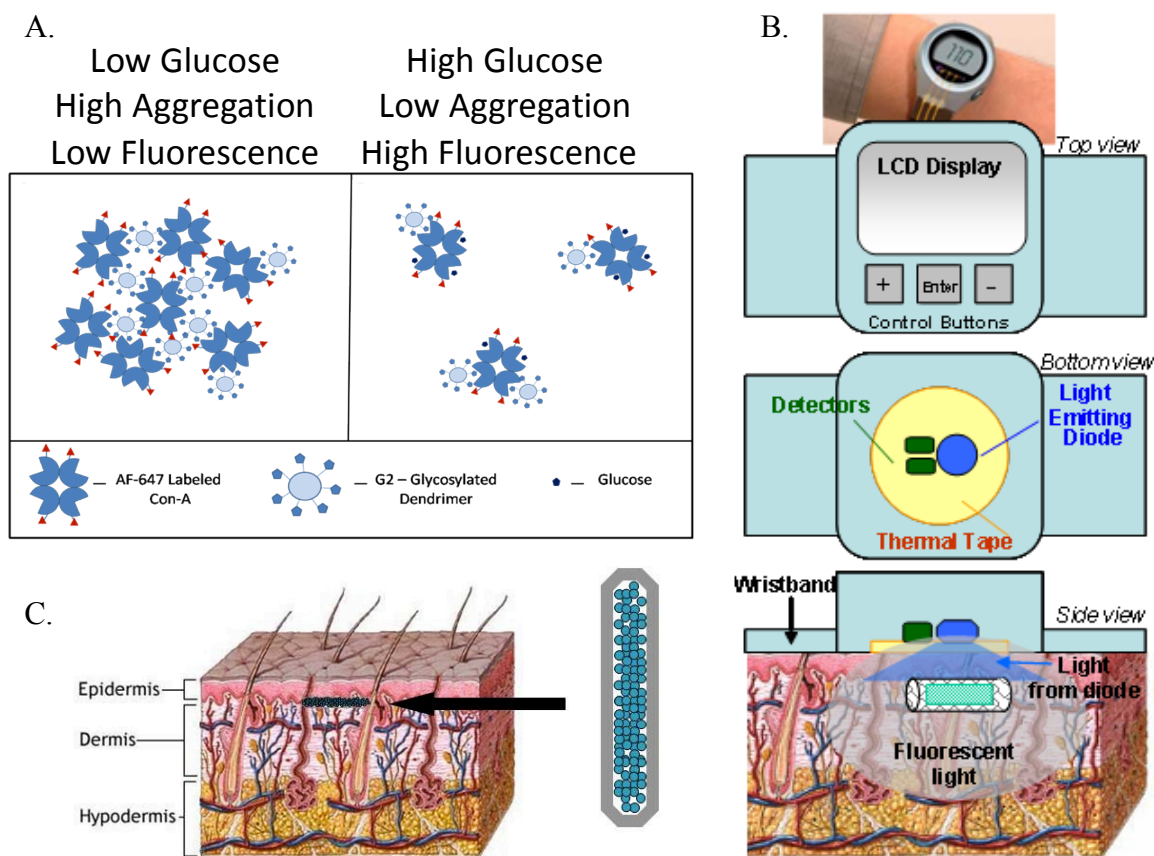 A.
Low Glucose
High Aggregation
Low Fluorescence
High Glucose
Low Aggregation
High Fluorescence
AF-647 Labeled
Con-A
G2 – Glycosylated
Dendrimer
Glucose
B.
110
Top view
LCD Display
+
Enter
-
Control Buttons
Bottom view
Detectors
Light
Emitting
Diode
Thermal Tape
Wristband
Side view
Light
from diode
Fluorescent
light
C.
Epidermis
Dermis
Hypodermis